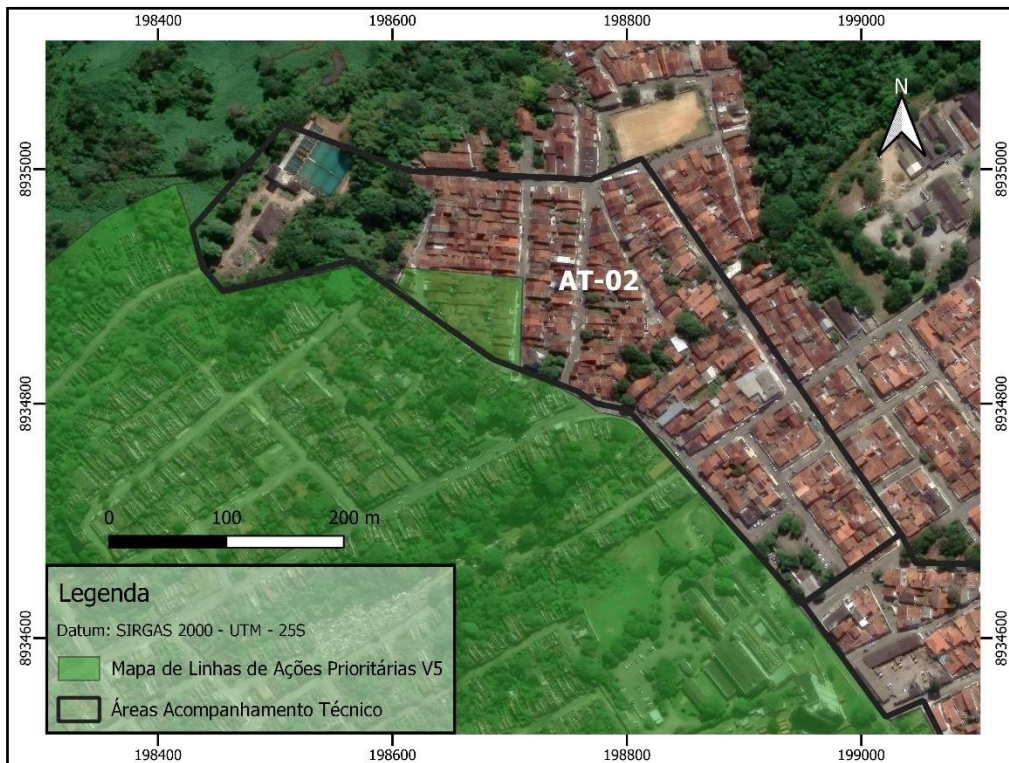 198400 198600 198800 199000
N
8935000 8935000
AT-02
8934800 8934800
0 100 200 m
Legenda
Datum: SIRGAS 2000 - UTM - 25S
8934600 8934600
Mapa de Linhas de Ações Prioritárias V5
Áreas Acompanhamento Técnico
198400 198600 198800 199000